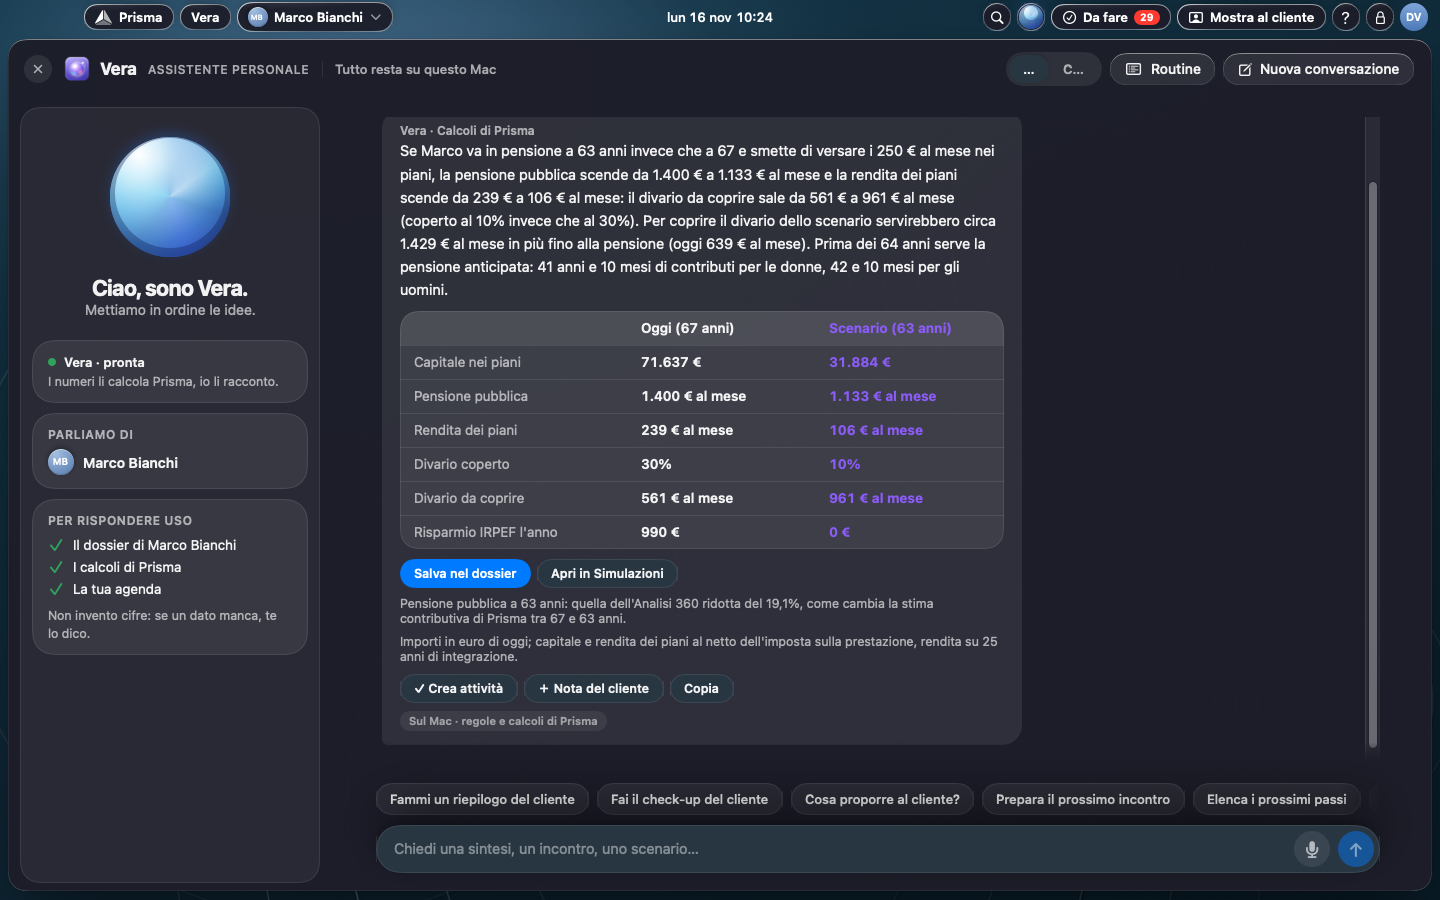 Prisma
Vera
MB Marco Bianchi
lun 16 nov 10:24
Da fare 29
Mostra al cliente
?
DV
Vera ASSISTENTE PERSONALE
Tutto resta su questo Mac
...
C...
Routine
Nuova conversazione
Ciao, sono Vera.
Mettiamo in ordine le idee.
Vera · pronta
I numeri li calcola Prisma, io li racconto.
PARLIAMO DI
MB Marco Bianchi
PER RISPONDERE USO
Il dossier di Marco Bianchi
I calcoli di Prisma
La tua agenda
Non invento cifre: se un dato manca, te
lo dico.
Vera · Calcoli di Prisma
Se Marco va in pensione a 63 anni invece che a 67 e smette di versare i 250 € al mese nei
piani, la pensione pubblica scende da 1.400 € a 1.133 € al mese e la rendita dei piani
scende da 239 € a 106 € al mese: il divario da coprire sale da 561 € a 961 € al mese
(coperto al 10% invece che al 30%). Per coprire il divario dello scenario servirebbero circa
1.429 € al mese in più fino alla pensione (oggi 639 € al mese). Prima dei 64 anni serve la
pensione anticipata: 41 anni e 10 mesi di contributi per le donne, 42 e 10 mesi per gli
uomini.
Oggi (67 anni) Scenario (63 anni)
Capitale nei piani 71.637 € 31.884 €
Pensione pubblica 1.400 € al mese 1.133 € al mese
Rendita dei piani 239 € al mese 106 € al mese
Divario coperto 30% 10%
Divario da coprire 561 € al mese 961 € al mese
Risparmio IRPEF l'anno 990 € 0 €
Salva nel dossier
Apri in Simulazioni
Pensione pubblica a 63 anni: quella dell'Analisi 360 ridotta del 19,1%, come cambia la stima
contributiva di Prisma tra 67 e 63 anni.
Importi in euro di oggi; capitale e rendita dei piani al netto dell'imposta sulla prestazione, rendita su 25
anni di integrazione.
✓ Crea attività
+ Nota del cliente
Copia
Sul Mac · regole e calcoli di Prisma
Fammi un riepilogo del cliente
Fai il check-up del cliente
Cosa proporre al cliente?
Prepara il prossimo incontro
Elenca i prossimi passi
Chiedi una sintesi, un incontro, uno scenario...